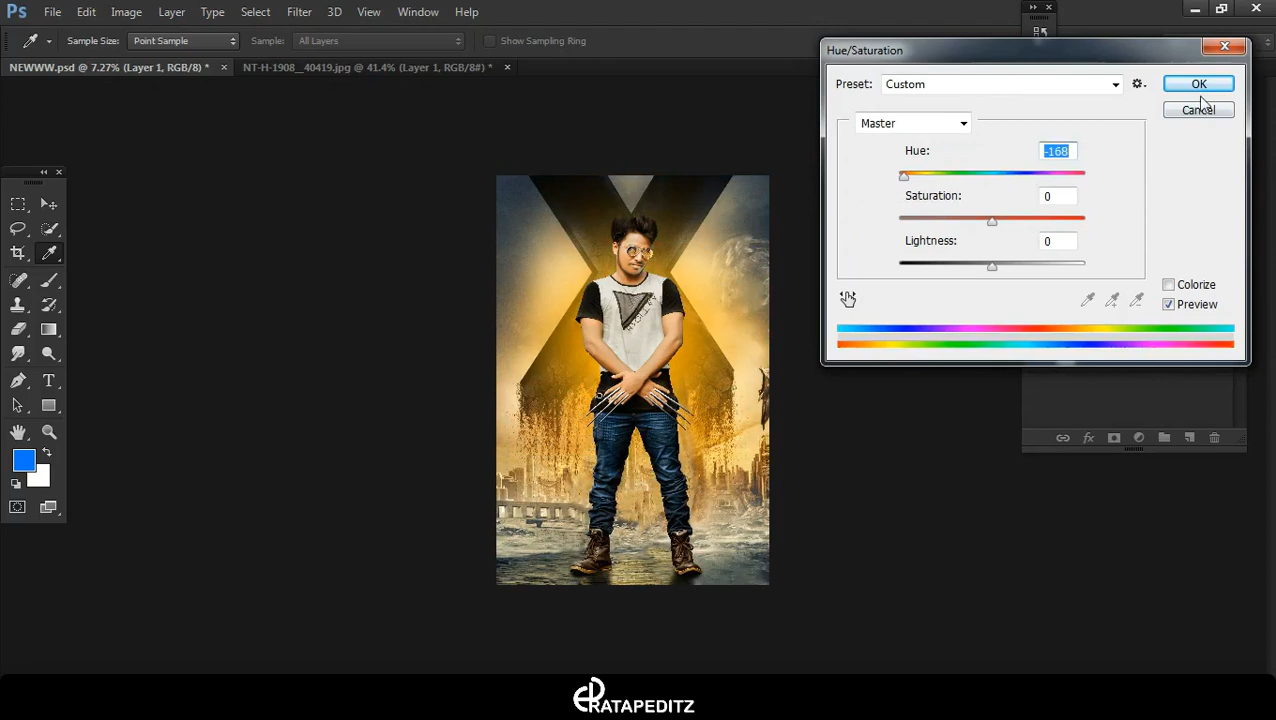 Ps File Edit Image Layer Type Select Filter 3D View Window Help
Sample Size: Point Sample Sample: All Layers Show Sampling Ring
NEWWW.psd @ 7.27% (Layer 1, RGB/8) * × NT-H-1908__40419.jpg @ 41.4% (Layer 1, RGB/8#) * ×
Hue/Saturation
Preset: Custom
OK
Cancel
Master
Hue: -168
Saturation: 0
Lightness: 0
Colorize
Preview
fx
RATAPEDITZ